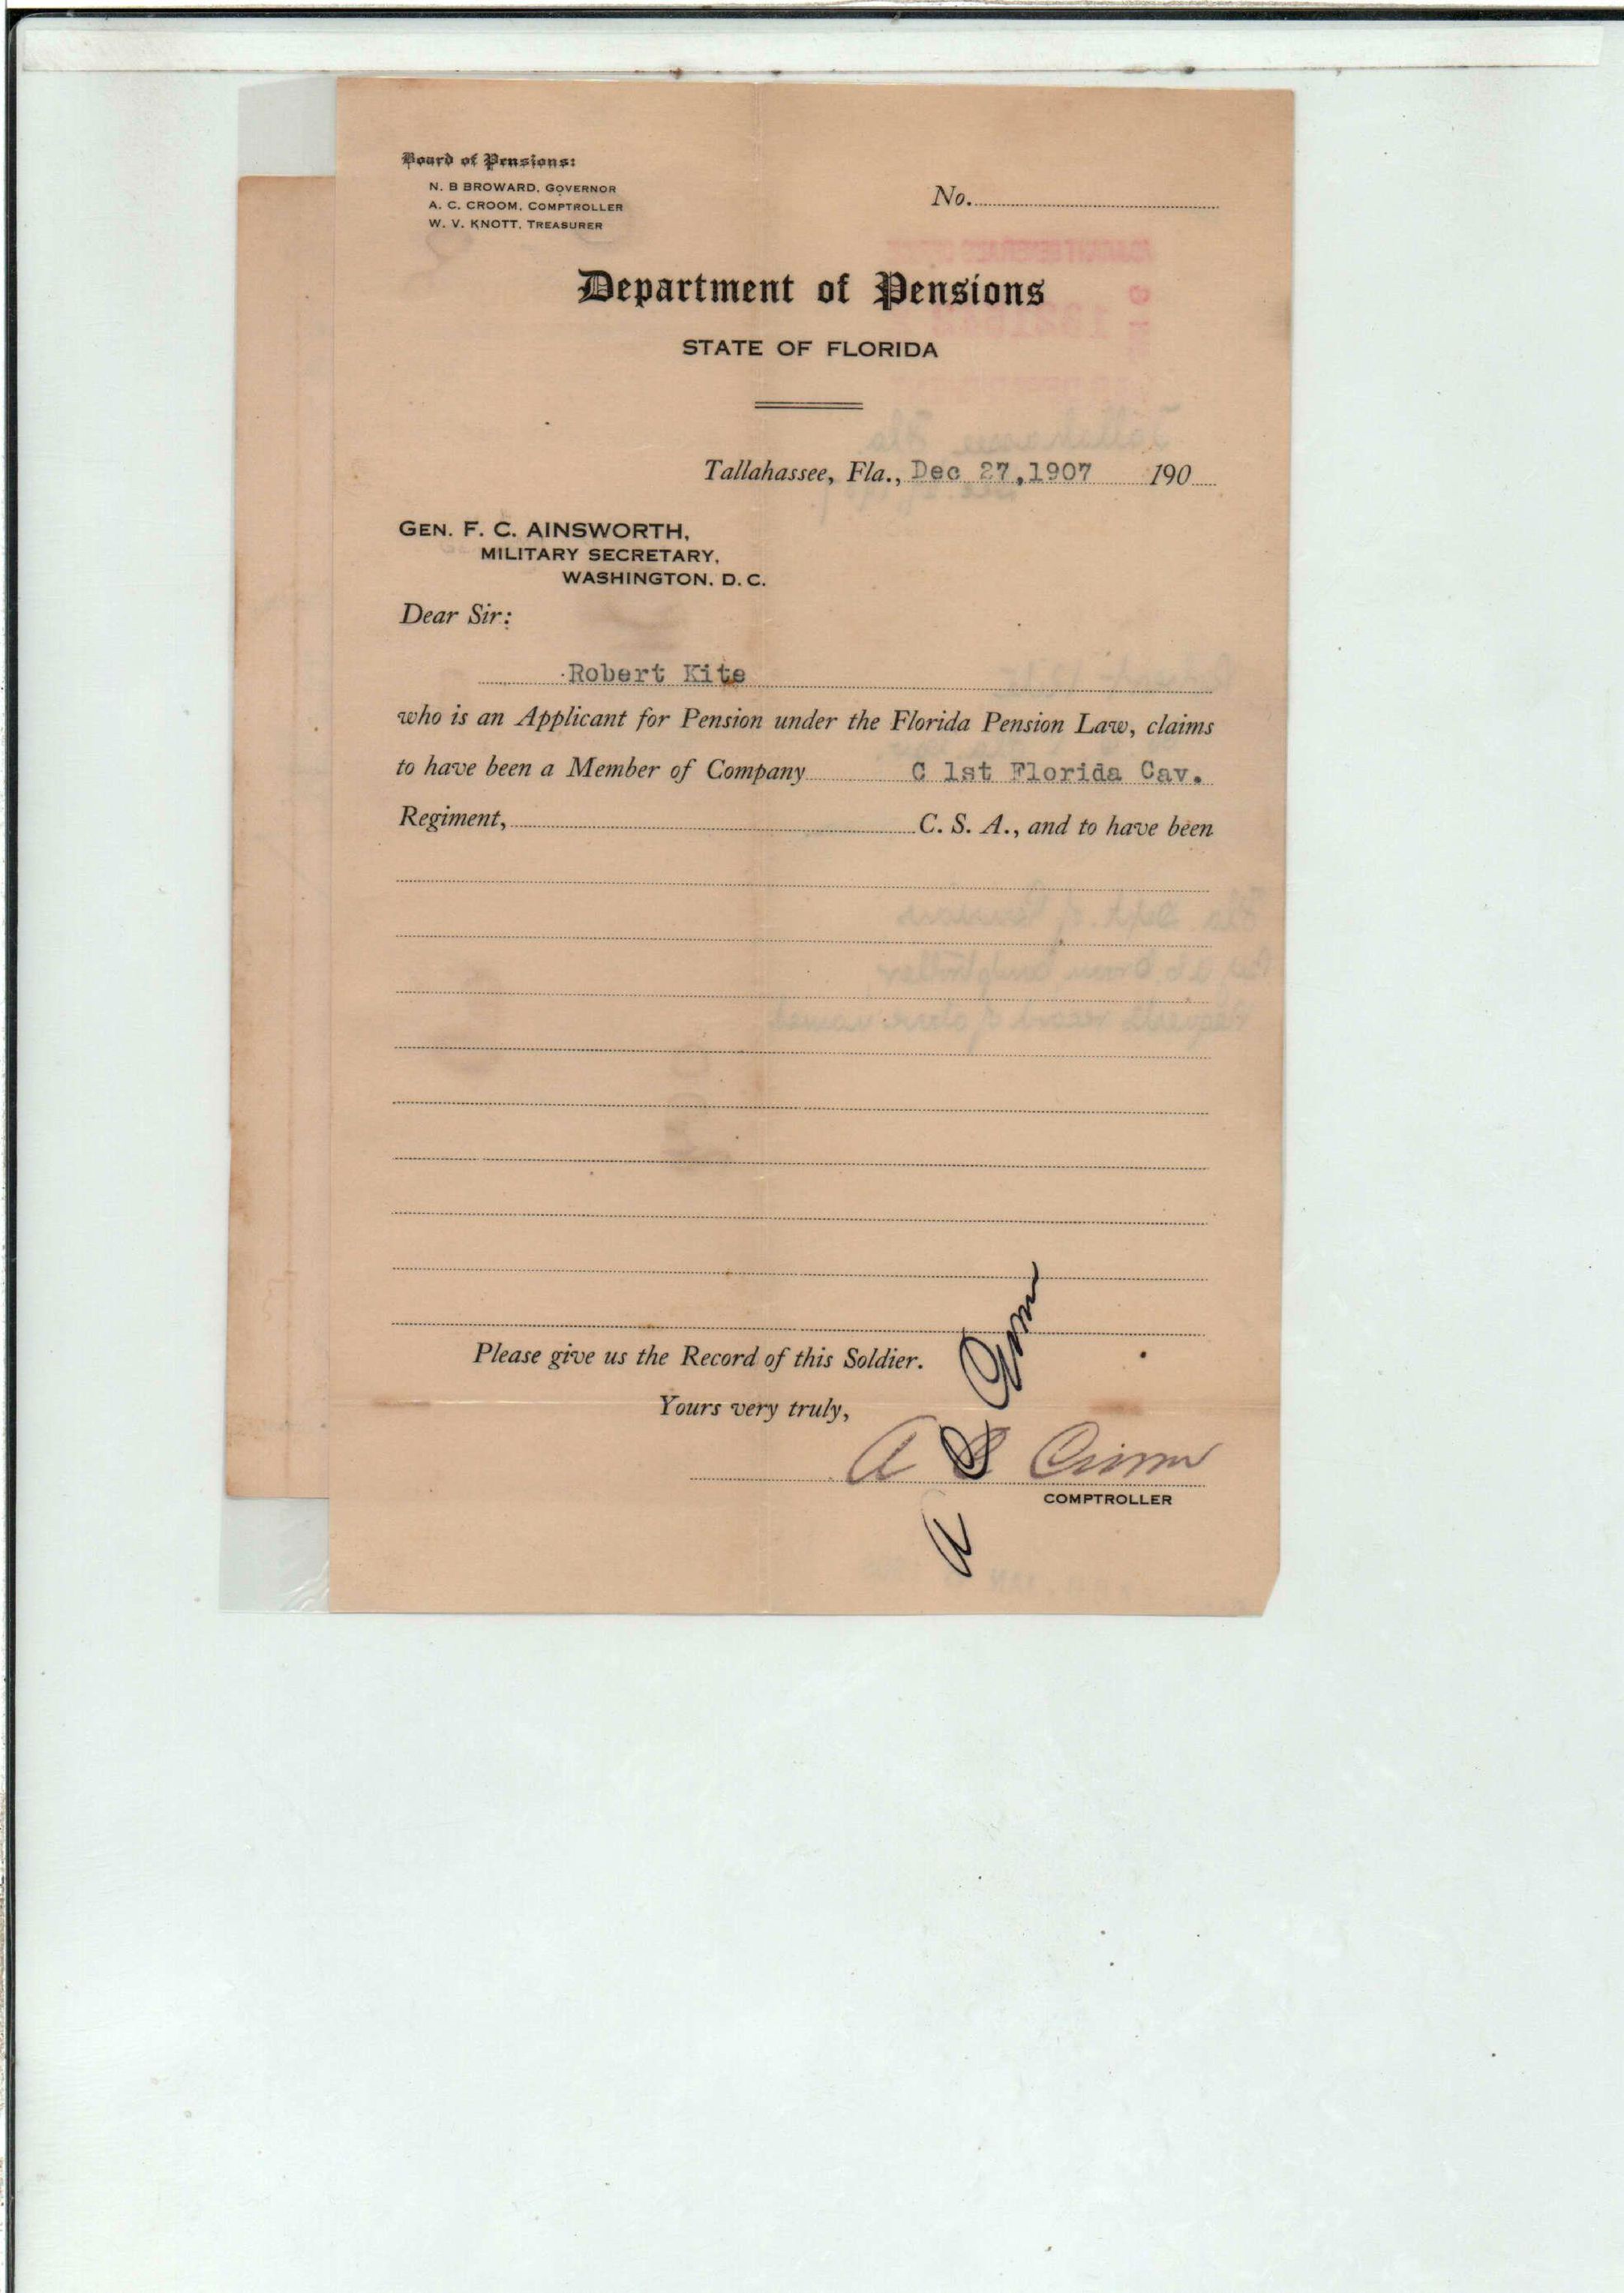 Board of Pensions:
N. B BROWARD, GOVERNOR
A. C. CROOM, COMPTROLLER
W. V. KNOTT, TREASURER
No.
Department of Pensions
STATE OF FLORIDA
Tallahassee, Fla., Dec 27, 1907 190
GEN. F. C. AINSWORTH,
MILITARY SECRETARY,
WASHINGTON, D. C.
Dear Sir:
Robert Kite
who is an Applicant for Pension under the Florida Pension Law, claims
to have been a Member of Company C 1st Florida Cav.
Regiment, C. S. A., and to have been
Please give us the Record of this Soldier.
Yours very truly,
A C Croom
A C Croom
COMPTROLLER